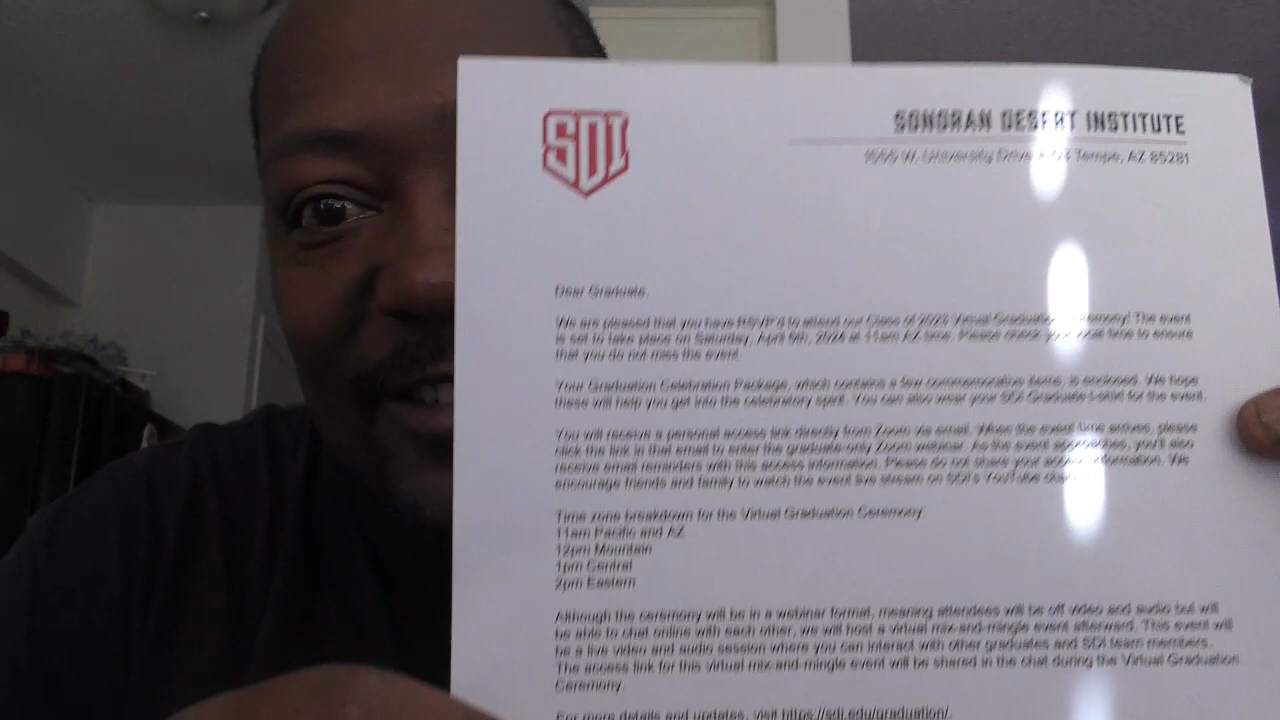 SDI
SONORAN DESERT INSTITUTE
1555 W. University Drive Tempe, AZ 85281
Dear Graduate,
We are pleased that you have RSVP'd to attend our Class of 2023 Virtual Graduation Ceremony! The event
is set to take place on Saturday, April 6th, 2024 at 11am AZ time. Please check your local time to ensure
that you do not miss the event.
Your Graduation Celebration Package, which contains a few commemorative items, is enclosed. We hope
these will help you get into the celebratory spirit. You can also wear your SDI Graduate t-shirt for the event.
You will receive a personal access link directly from Zoom via email. When the event time arrives, please
click the link in that email to enter the graduate-only Zoom webinar. As the event approaches, you'll also
receive email reminders with this access information. Please do not share your access information. We
encourage friends and family to watch the event live stream on SDI's YouTube
Time zone breakdown for the Virtual Graduation Ceremony:
11am Pacific and AZ
12pm Mountain
1pm Central
2pm Eastern
Although the ceremony will be in a webinar format, meaning attendees will be off video and audio but will
be able to chat online with each other, we will host a virtual mix-and-mingle event afterward. This event will
be a live video and audio session where you can interact with other graduates and SDI team members.
The access link for this virtual mix-and-mingle event will be shared in the chat during the Virtual Graduation
Ceremony.
For more details and updates, visit https://sdi.edu/graduation/.